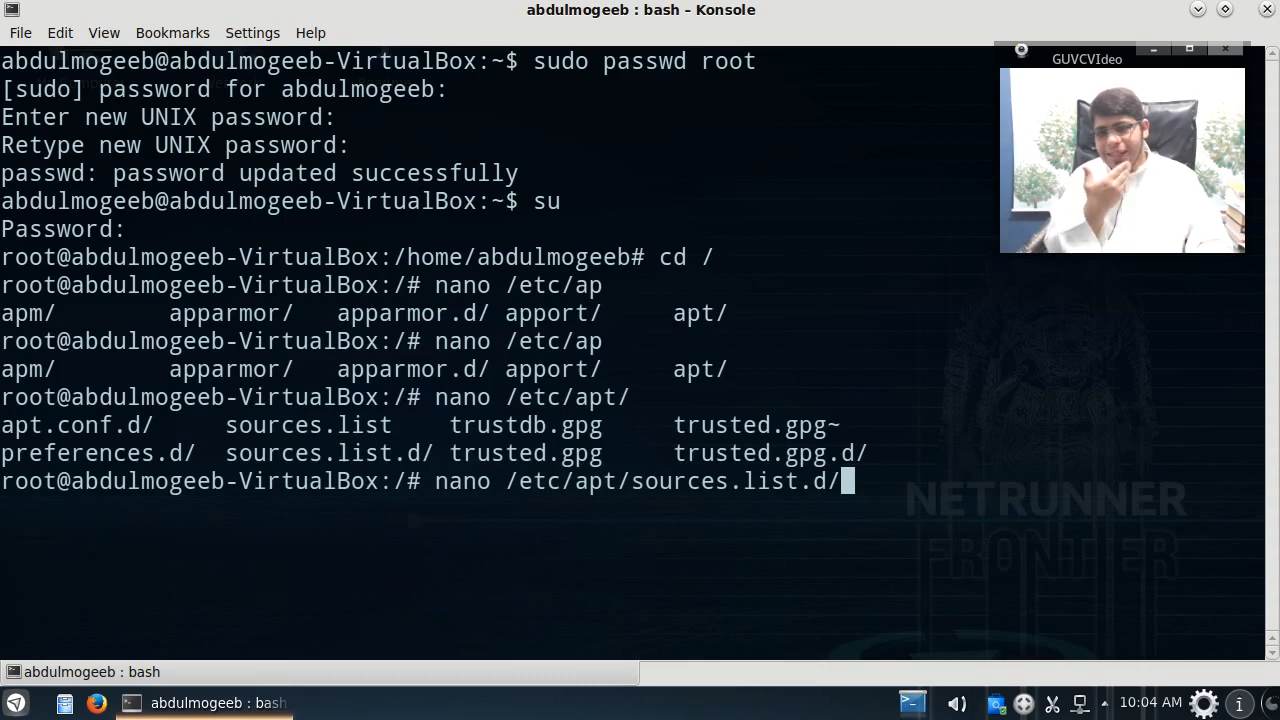 abdulmogeeb : bash – Konsole
File Edit View Bookmarks Settings Help
abdulmogeeb@abdulmogeeb-VirtualBox:~$ sudo passwd root
[sudo] password for abdulmogeeb:
Enter new UNIX password:
Retype new UNIX password:
passwd: password updated successfully
abdulmogeeb@abdulmogeeb-VirtualBox:~$ su
Password:
root@abdulmogeeb-VirtualBox:/home/abdulmogeeb# cd /
root@abdulmogeeb-VirtualBox:/# nano /etc/ap
apm/ apparmor/ apparmor.d/ apport/ apt/
root@abdulmogeeb-VirtualBox:/# nano /etc/ap
apm/ apparmor/ apparmor.d/ apport/ apt/
root@abdulmogeeb-VirtualBox:/# nano /etc/apt/
apt.conf.d/ sources.list trustdb.gpg trusted.gpg~
preferences.d/ sources.list.d/ trusted.gpg trusted.gpg.d/
root@abdulmogeeb-VirtualBox:/# nano /etc/apt/sources.list.d/
GUVCVIdeo
NETRUNNER
FRONTIER
abdulmogeeb : bash
abdulmogeeb : bash
10:04 AM